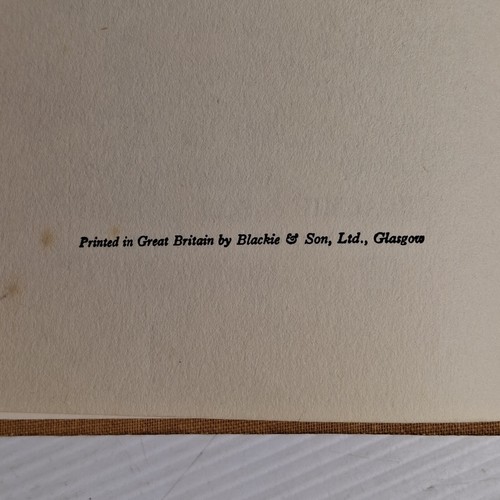 Printed in Great Britain by Blackie & Son, Ltd., Glasgow